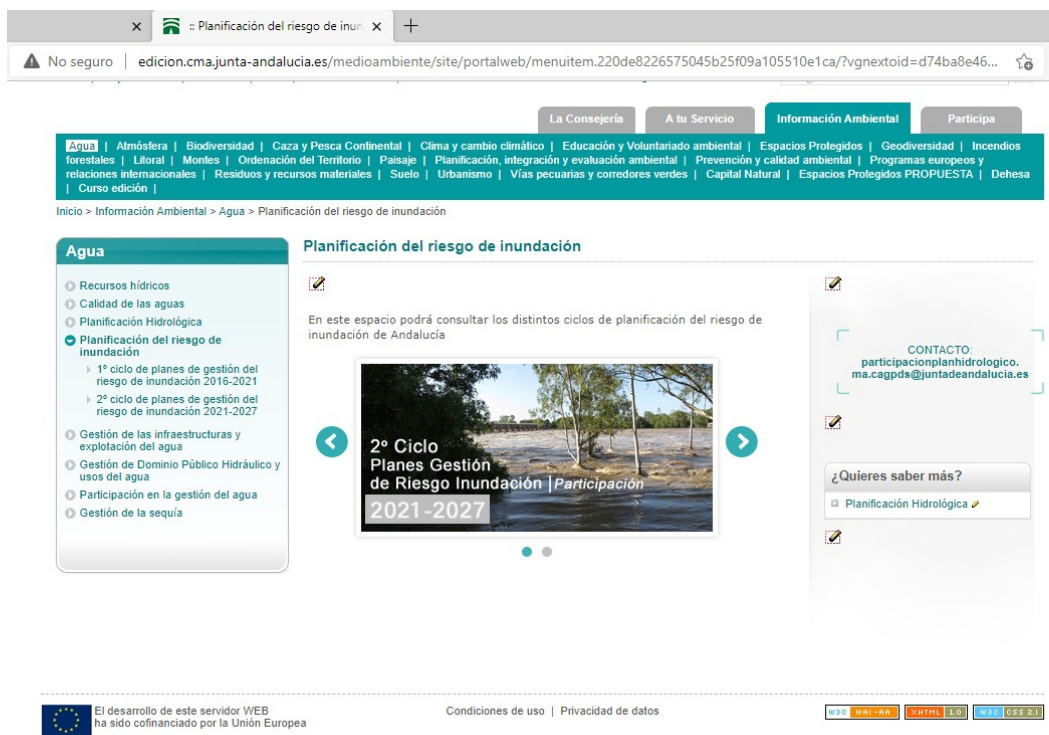 :: Planificación del riesgo de inun
No seguro | edicion.cma.junta-andalucia.es/medioambiente/site/portalweb/menuitem.220de8226575045b25f09a105510e1ca/?vgnextoid=d74ba8e46...
La Consejería
A tu Servicio
Información Ambiental
Participa
Agua | Atmósfera | Biodiversidad | Caza y Pesca Continental | Clima y cambio climático | Educación y Voluntariado ambiental | Espacios Protegidos | Geodiversidad | Incendios
forestales | Litoral | Montes | Ordenación del Territorio | Paisaje | Planificación, integración y evaluación ambiental | Prevención y calidad ambiental | Programas europeos y
relaciones internacionales | Residuos y recursos materiales | Suelo | Urbanismo | Vías pecuarias y corredores verdes | Capital Natural | Espacios Protegidos PROPUESTA | Dehesa
| Curso edición |
Inicio > Información Ambiental > Agua > Planificación del riesgo de inundación
Agua
Recursos hídricos
Calidad de las aguas
Planificación Hidrológica
Planificación del riesgo de
inundación
1º ciclo de planes de gestión del
riesgo de inundación 2016-2021
2º ciclo de planes de gestión del
riesgo de inundación 2021-2027
Gestión de las infraestructuras y
explotación del agua
Gestión de Dominio Público Hidráulico y
usos del agua
Participación en la gestión del agua
Gestión de la sequía
Planificación del riesgo de inundación
En este espacio podrá consultar los distintos ciclos de planificación del riesgo de
inundación de Andalucía
2º Ciclo
Planes Gestión
de Riesgo Inundación | Participación
2021-2027
CONTACTO:
participacionplanhidrologico.
ma.cagpds@juntadeandalucia.es
¿Quieres saber más?
Planificación Hidrológica
El desarrollo de este servidor WEB
ha sido cofinanciado por la Unión Europea
Condiciones de uso | Privacidad de datos
W3C WAI-AA
XHTML 1.0
W3C CSS 2.1